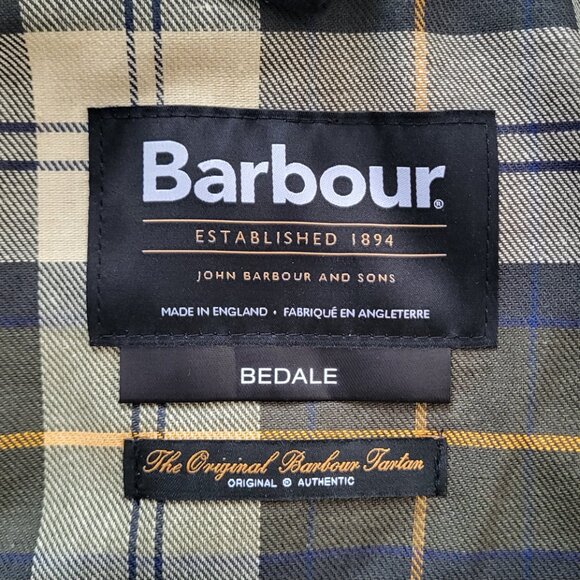 Barbour®
ESTABLISHED 1894
JOHN BARBOUR AND SONS
MADE IN ENGLAND • FABRIQUÉ EN ANGLETERRE
BEDALE
The Original Barbour Tartan
ORIGINAL ® AUTHENTIC